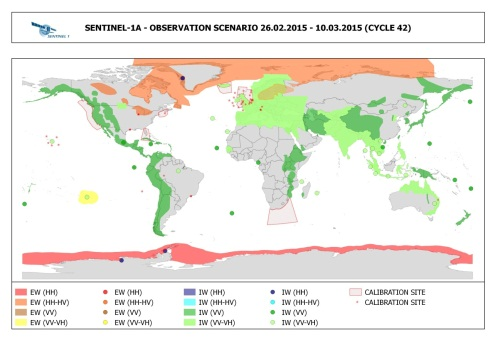 SENTINEL-1
SENTINEL-1A - OBSERVATION SCENARIO 26.02.2015 - 10.03.2015 (CYCLE 42)
EW (HH) EW (HH) IW (HH) IW (HH) CALIBRATION SITE
EW (HH-HV) EW (HH-HV) IW (HH-HV) IW (HH-HV) CALIBRATION SITE
EW (VV) EW (VV) IW (VV) IW (VV)
EW (VV-VH) EW (VV-VH) IW (VV-VH) IW (VV-VH)